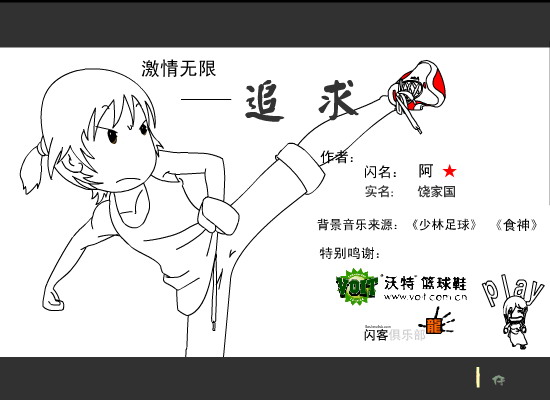 激情无限
——追 求
作者：
闪名： 阿 ★
实名： 饶家国
背景音乐来源：《少林足球》 《食神》
特别鸣谢：
VOIT 沃特 篮球鞋
www.voit.com.cn
龍
闪客俱乐部
play